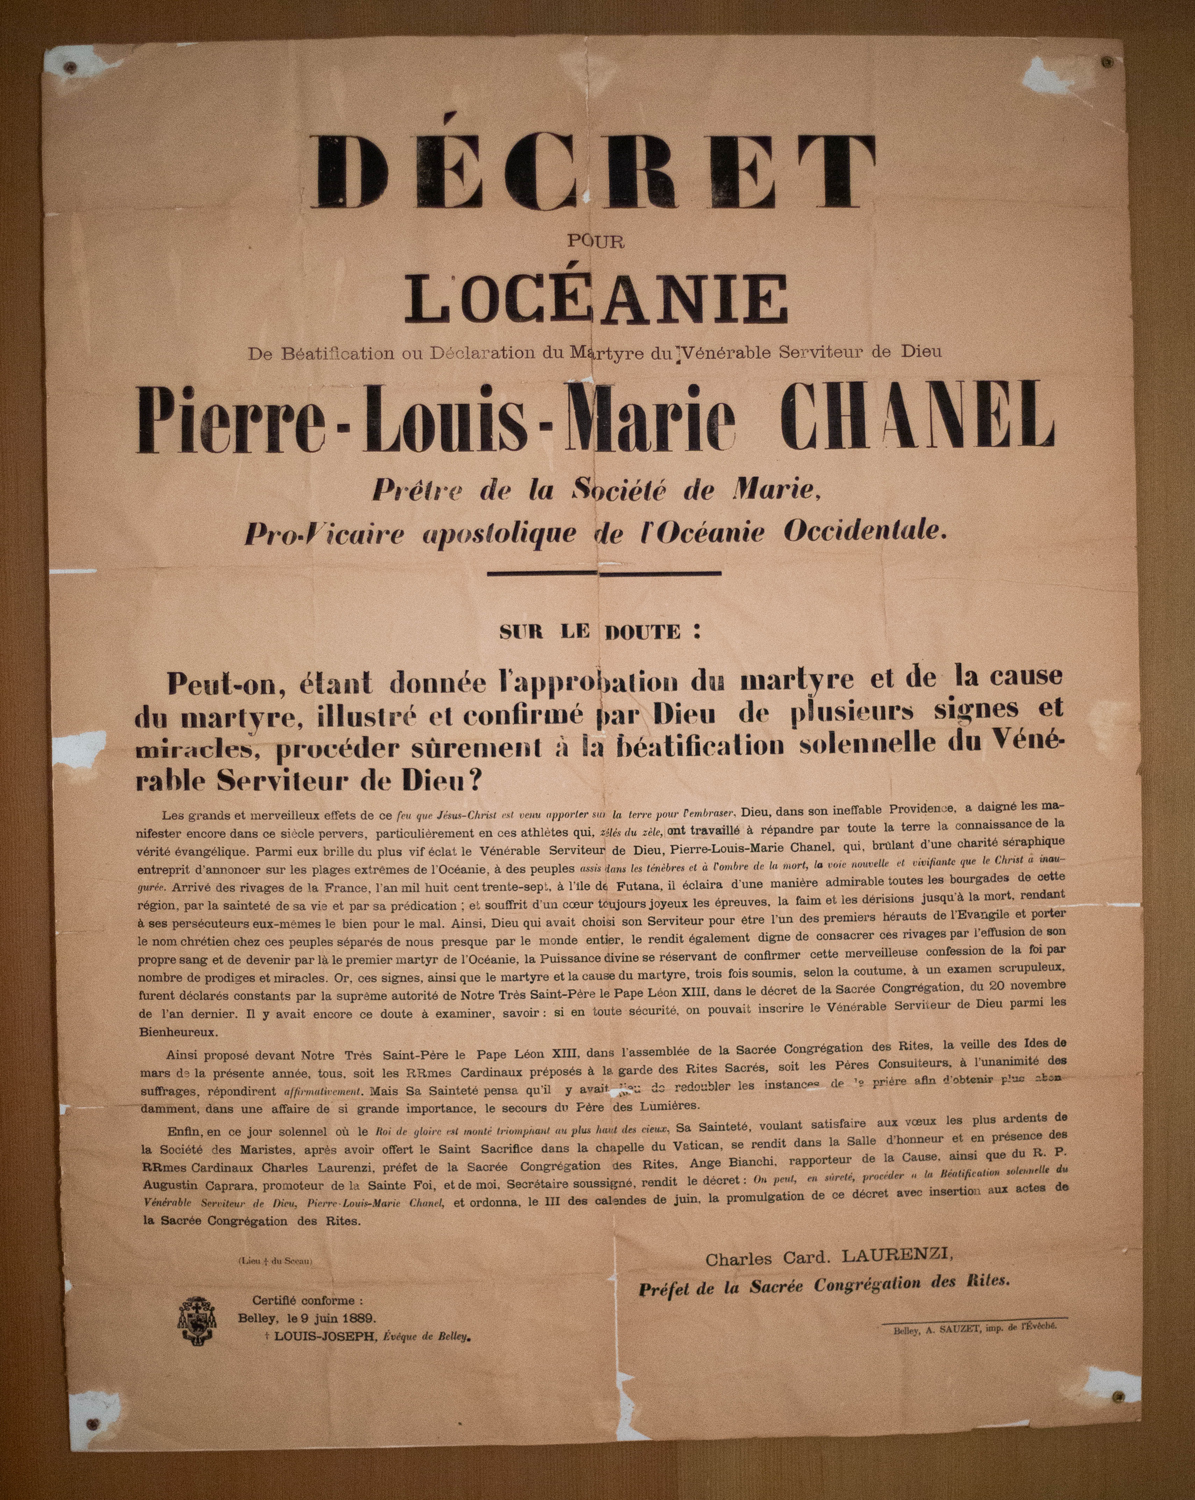 DÉCRET
POUR
L'OCÉANIE
De Béatification ou Déclaration du Martyre du Vénérable Serviteur de Dieu
Pierre-Louis-Marie CHANEL
Prêtre de la Société de Marie,
Pro-Vicaire apostolique de l'Océanie Occidentale.
SUR LE DOUTE :
Peut-on, étant donnée l'approbation du martyre et de la cause
du martyre, illustré et confirmé par Dieu de plusieurs signes et
miracles, procéder sûrement à la béatification solennelle du Véné-
rable Serviteur de Dieu?
Les grands et merveilleux effets de ce feu que Jésus-Christ est venu apporter sur la terre pour l'embraser, Dieu, dans son ineffable Providence, a daigné les ma-
nifester encore dans ce siècle pervers, particulièrement en ces athlètes qui, zélés du zèle, ont travaillé à répandre par toute la terre la connaissance de la
vérité évangélique. Parmi eux brille du plus vif éclat le Vénérable Serviteur de Dieu, Pierre-Louis-Marie Chanel, qui, brûlant d'une charité séraphique
entreprit d'annoncer sur les plages extrêmes de l'Océanie, à des peuples assis dans les ténèbres et à l'ombre de la mort, la voie nouvelle et vivifiante que le Christ a inau-
gurée. Arrivé des rivages de la France, l'an mil huit cent trente-sept, à l'île de Futana, il éclaira d'une manière admirable toutes les bourgades de cette
région, par la sainteté de sa vie et par sa prédication ; et souffrit d'un cœur toujours joyeux les épreuves, la faim et les dérisions jusqu'à la mort, rendant
à ses persécuteurs eux-mêmes le bien pour le mal. Ainsi, Dieu qui avait choisi son Serviteur pour être l'un des premiers hérauts de l'Evangile et porter
le nom chrétien chez ces peuples séparés de nous presque par le monde entier, le rendit également digne de consacrer ces rivages par l'effusion de son
propre sang et de devenir par là le premier martyr de l'Océanie, la Puissance divine se réservant de confirmer cette merveilleuse confession de la foi par
nombre de prodiges et miracles. Or, ces signes, ainsi que le martyre et la cause du martyre, trois fois soumis, selon la coutume, à un examen scrupuleux,
furent déclarés constants par la suprême autorité de Notre Très Saint-Père le Pape Léon XIII, dans le décret de la Sacrée Congrégation, du 20 novembre
de l'an dernier. Il y avait encore ce doute à examiner, savoir : si en toute sécurité, on pouvait inscrire le Vénérable Serviteur de Dieu parmi les
Bienheureux.
Ainsi proposé devant Notre Trés Saint-Père le Pape Léon XIII, dans l'assemblée de la Sacrée Congrégation des Rites, la veille des Ides de
mars de la présente année, tous, soit les RRmes Cardinaux préposés à la garde des Rites Sacrés, soit les Pères Consulteurs, à l'unanimité des
suffrages, répondirent affirmativement. Mais Sa Sainteté pensa qu'il y avait lieu de redoubler les instances de la prière afin d'obtenir plus abon
damment, dans une affaire de si grande importance, le secours du Père des Lumières.
Enfin, en ce jour solennel où le Roi de gloire est monté triomphant au plus haut des cieux, Sa Sainteté, voulant satisfaire aux vœux les plus ardents de
la Société des Maristes, après avoir offert le Saint Sacrifice dans la chapelle du Vatican, se rendit dans la Salle d'honneur et en présence des
RRmes Cardinaux Charles Laurenzi, préfet de la Sacrée Congrégation des Rites, Ange Bianchi, rapporteur de la Cause, ainsi que du R. P.
Augustin Caprara, promoteur de la Sainte Foi, et de moi, Secrétaire soussigné, rendit le décret : On peut, en sûreté, procéder a la Béatification solennelle du
Vénérable Serviteur de Dieu, Pierre-Louis-Marie Chanel, et ordonna, le III des calendes de juin, la promulgation de ce décret avec insertion aux actes de
la Sacrée Congrégation des Rites.
(Lieu † du Sceau)
Charles Card. LAURENZI,
Préfet de la Sacrée Congrégation des Rites.
Certifié conforme :
Belley, le 9 juin 1889.
† LOUIS-JOSEPH, Évêque de Belley.
Belley, A. SAUZET, imp. de l'Évêché.